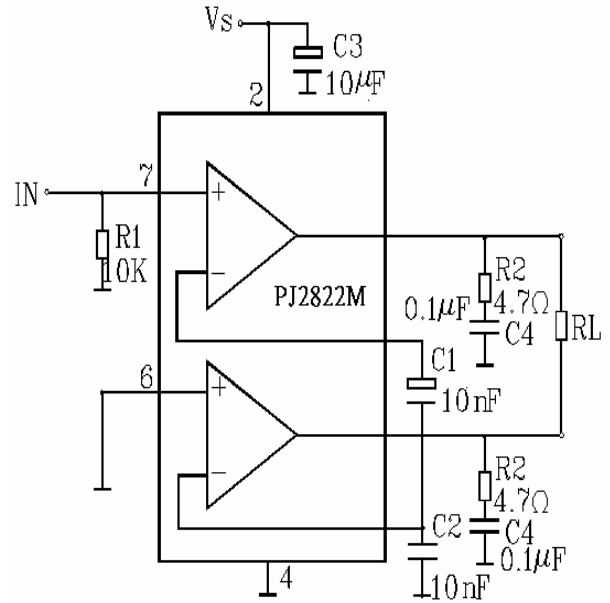 Vs
C3
10μF
2
IN
7
+
R1
10K
−
PJ2822M
R2
4.7Ω
0.1μF
C4
RL
C1
10nF
6
+
−
R2
4.7Ω
C2
C4
0.1μF
4
10nF